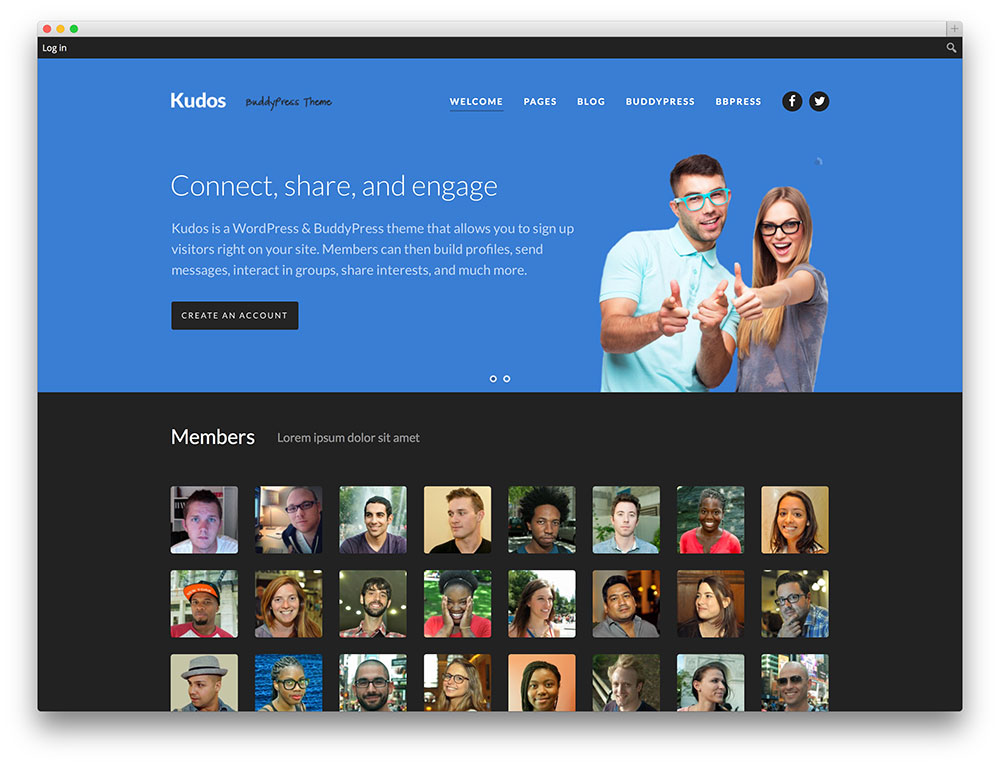 Log in
Kudos BuddyPress Theme WELCOME PAGES BLOG BUDDYPRESS BBPRESS
Connect, share, and engage
Kudos is a WordPress & BuddyPress theme that allows you to sign up
visitors right on your site. Members can then build profiles, send
messages, interact in groups, share interests, and much more.
CREATE AN ACCOUNT
Members Lorem ipsum dolor sit amet